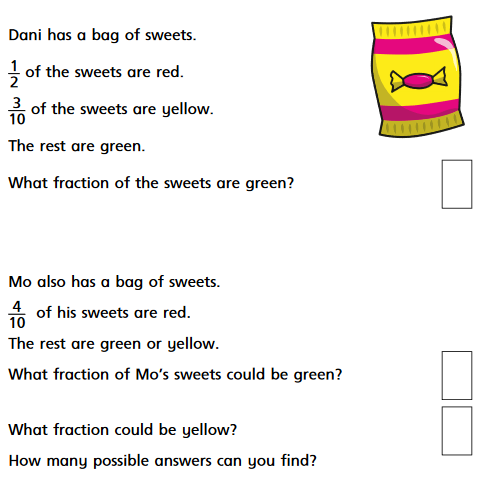 Dani has a bag of sweets.
1/2 of the sweets are red.
3/10 of the sweets are yellow.
The rest are green.
What fraction of the sweets are green?
Mo also has a bag of sweets.
4/10 of his sweets are red.
The rest are green or yellow.
What fraction of Mo's sweets could be green?
What fraction could be yellow?
How many possible answers can you find?